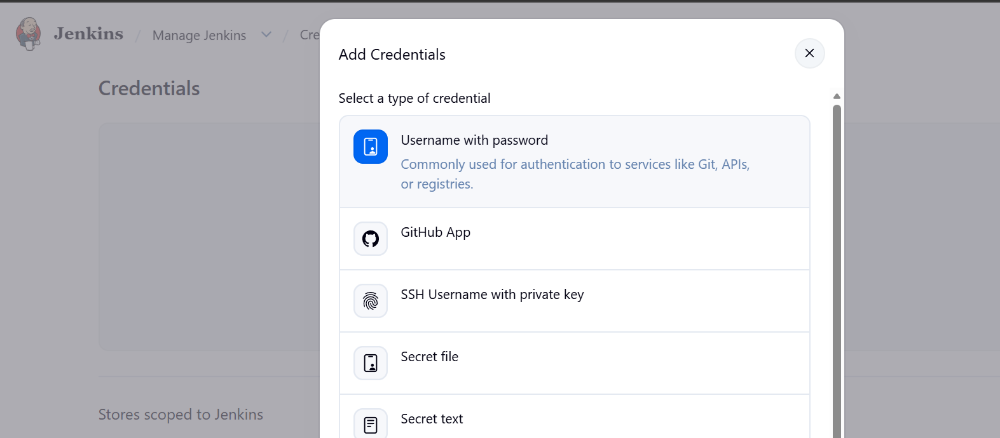 Jenkins / Manage Jenkins / Cre
Add Credentials
Credentials
Select a type of credential
Username with password
Commonly used for authentication to services like Git, APIs,
or registries.
GitHub App
SSH Username with private key
Secret file
Secret text
Stores scoped to Jenkins